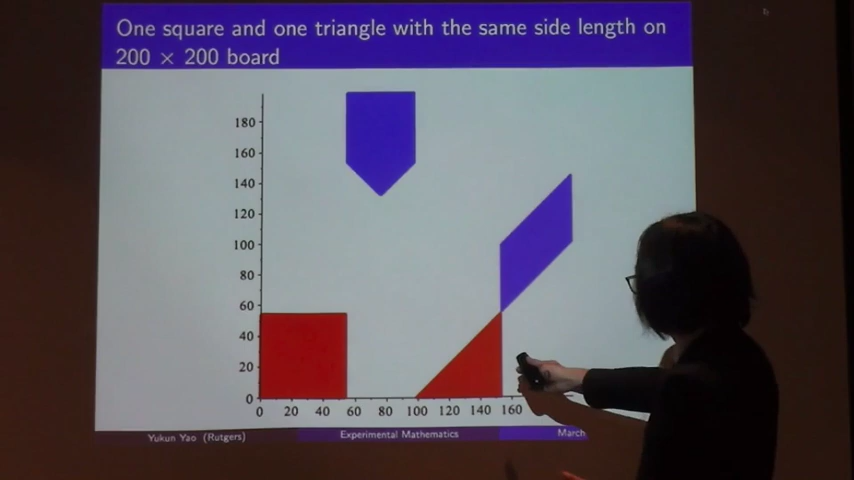 One square and one triangle with the same side length on
200 × 200 board
180
160
140
120
100
80
60
40
20
0
0 20 40 60 80 100 120 140 160
Yukun Yao (Rutgers) Experimental Mathematics March